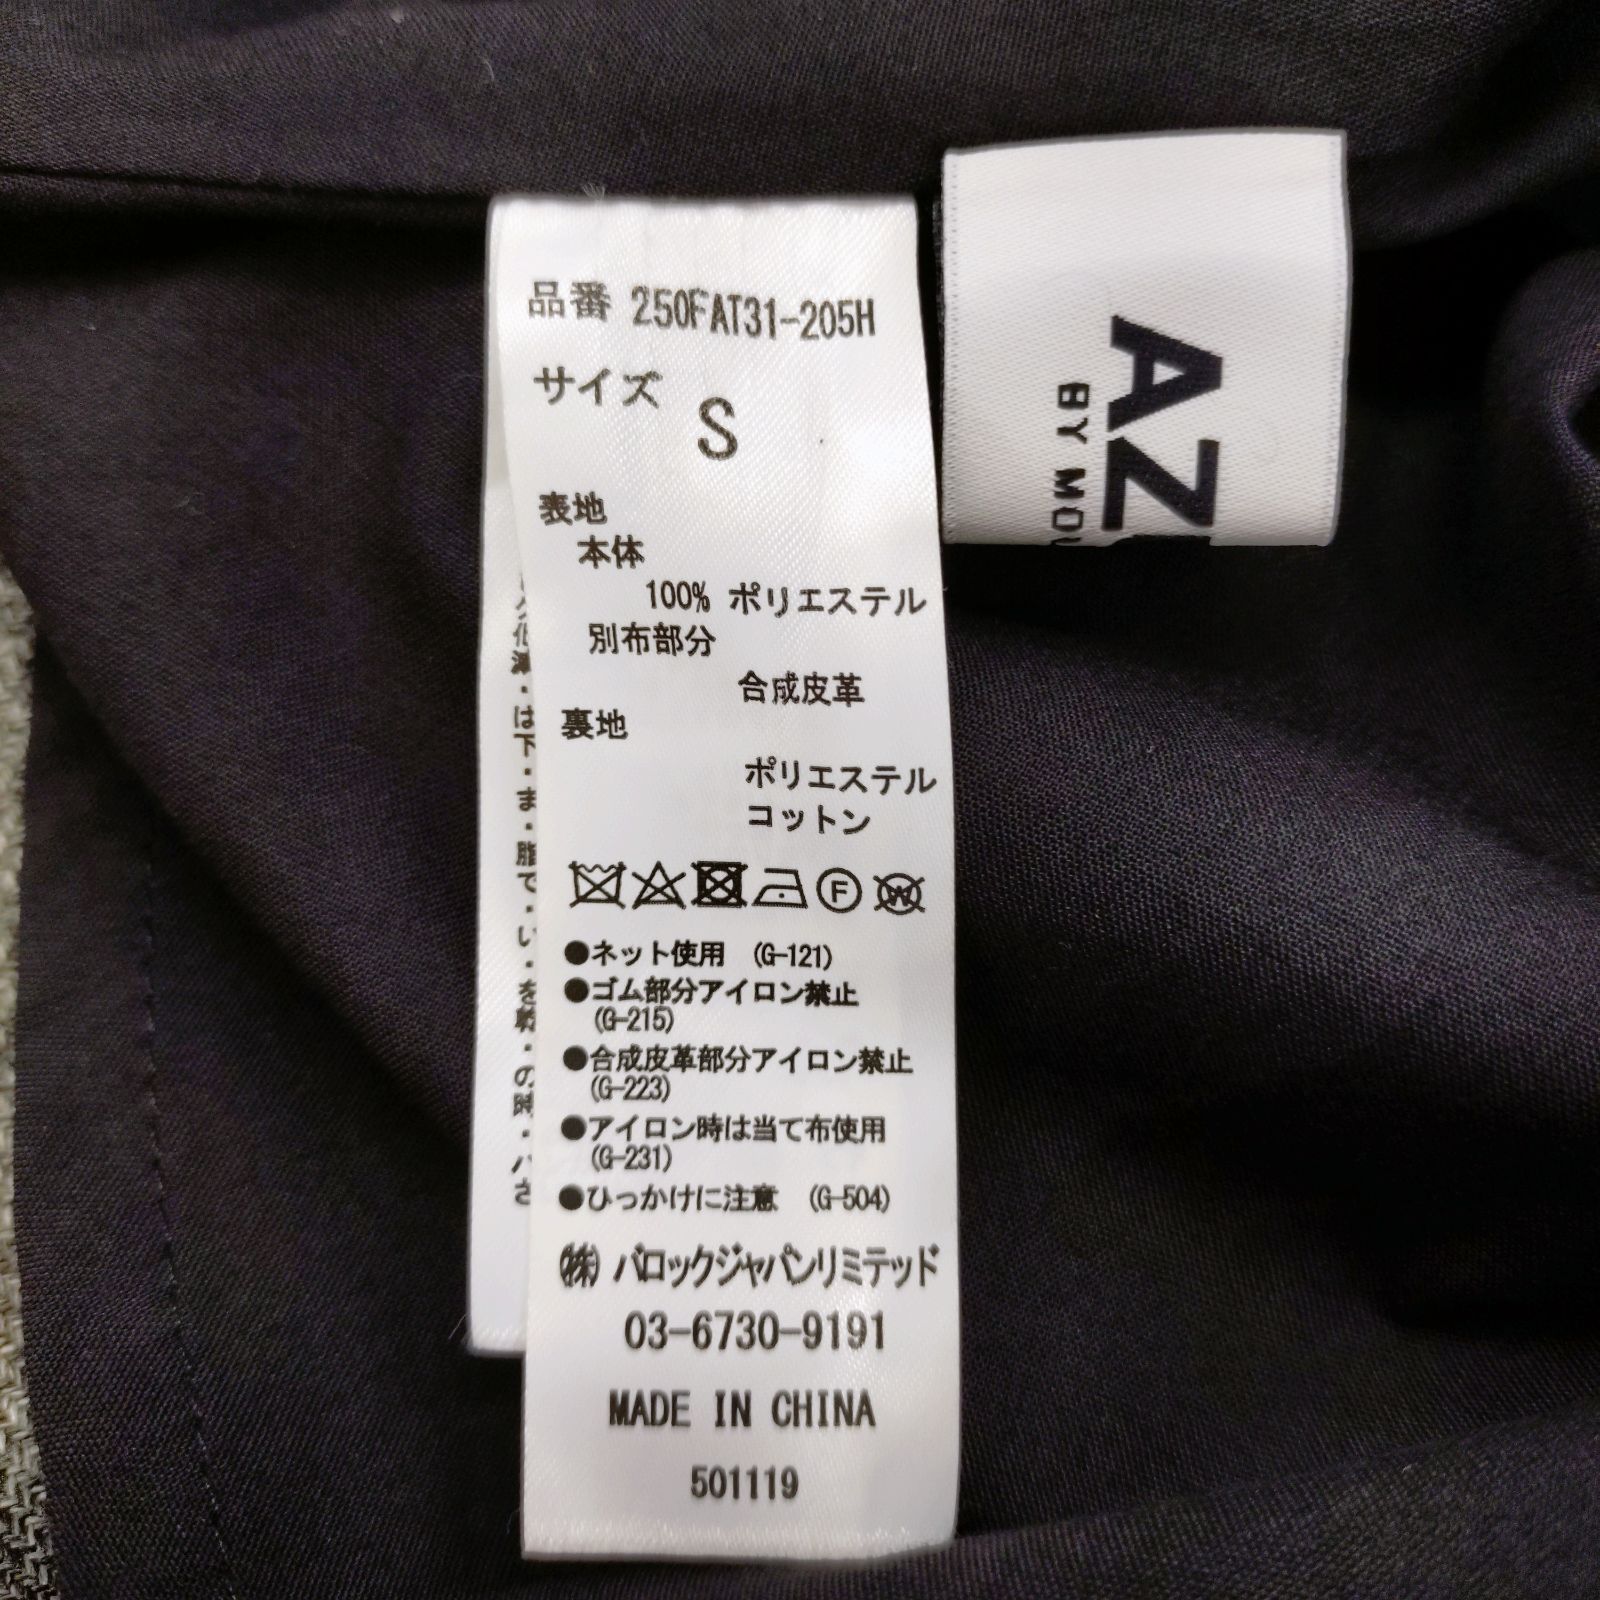 品番 250FAT31-205H
サイズ S
表地
本体
100% ポリエステル
別布部分
合成皮革
裏地
ポリエステル
コットン
F W
●ネット使用 (G-121)
●ゴム部分アイロン禁止
(G-215)
●合成皮革部分アイロン禁止
(G-223)
●アイロン時は当て布使用
(G-231)
●ひっかけに注意 (G-504)
㈱ バロックジャパンリミテッド
03-6730-9191
MADE IN CHINA
501119
AZ
BY MOU